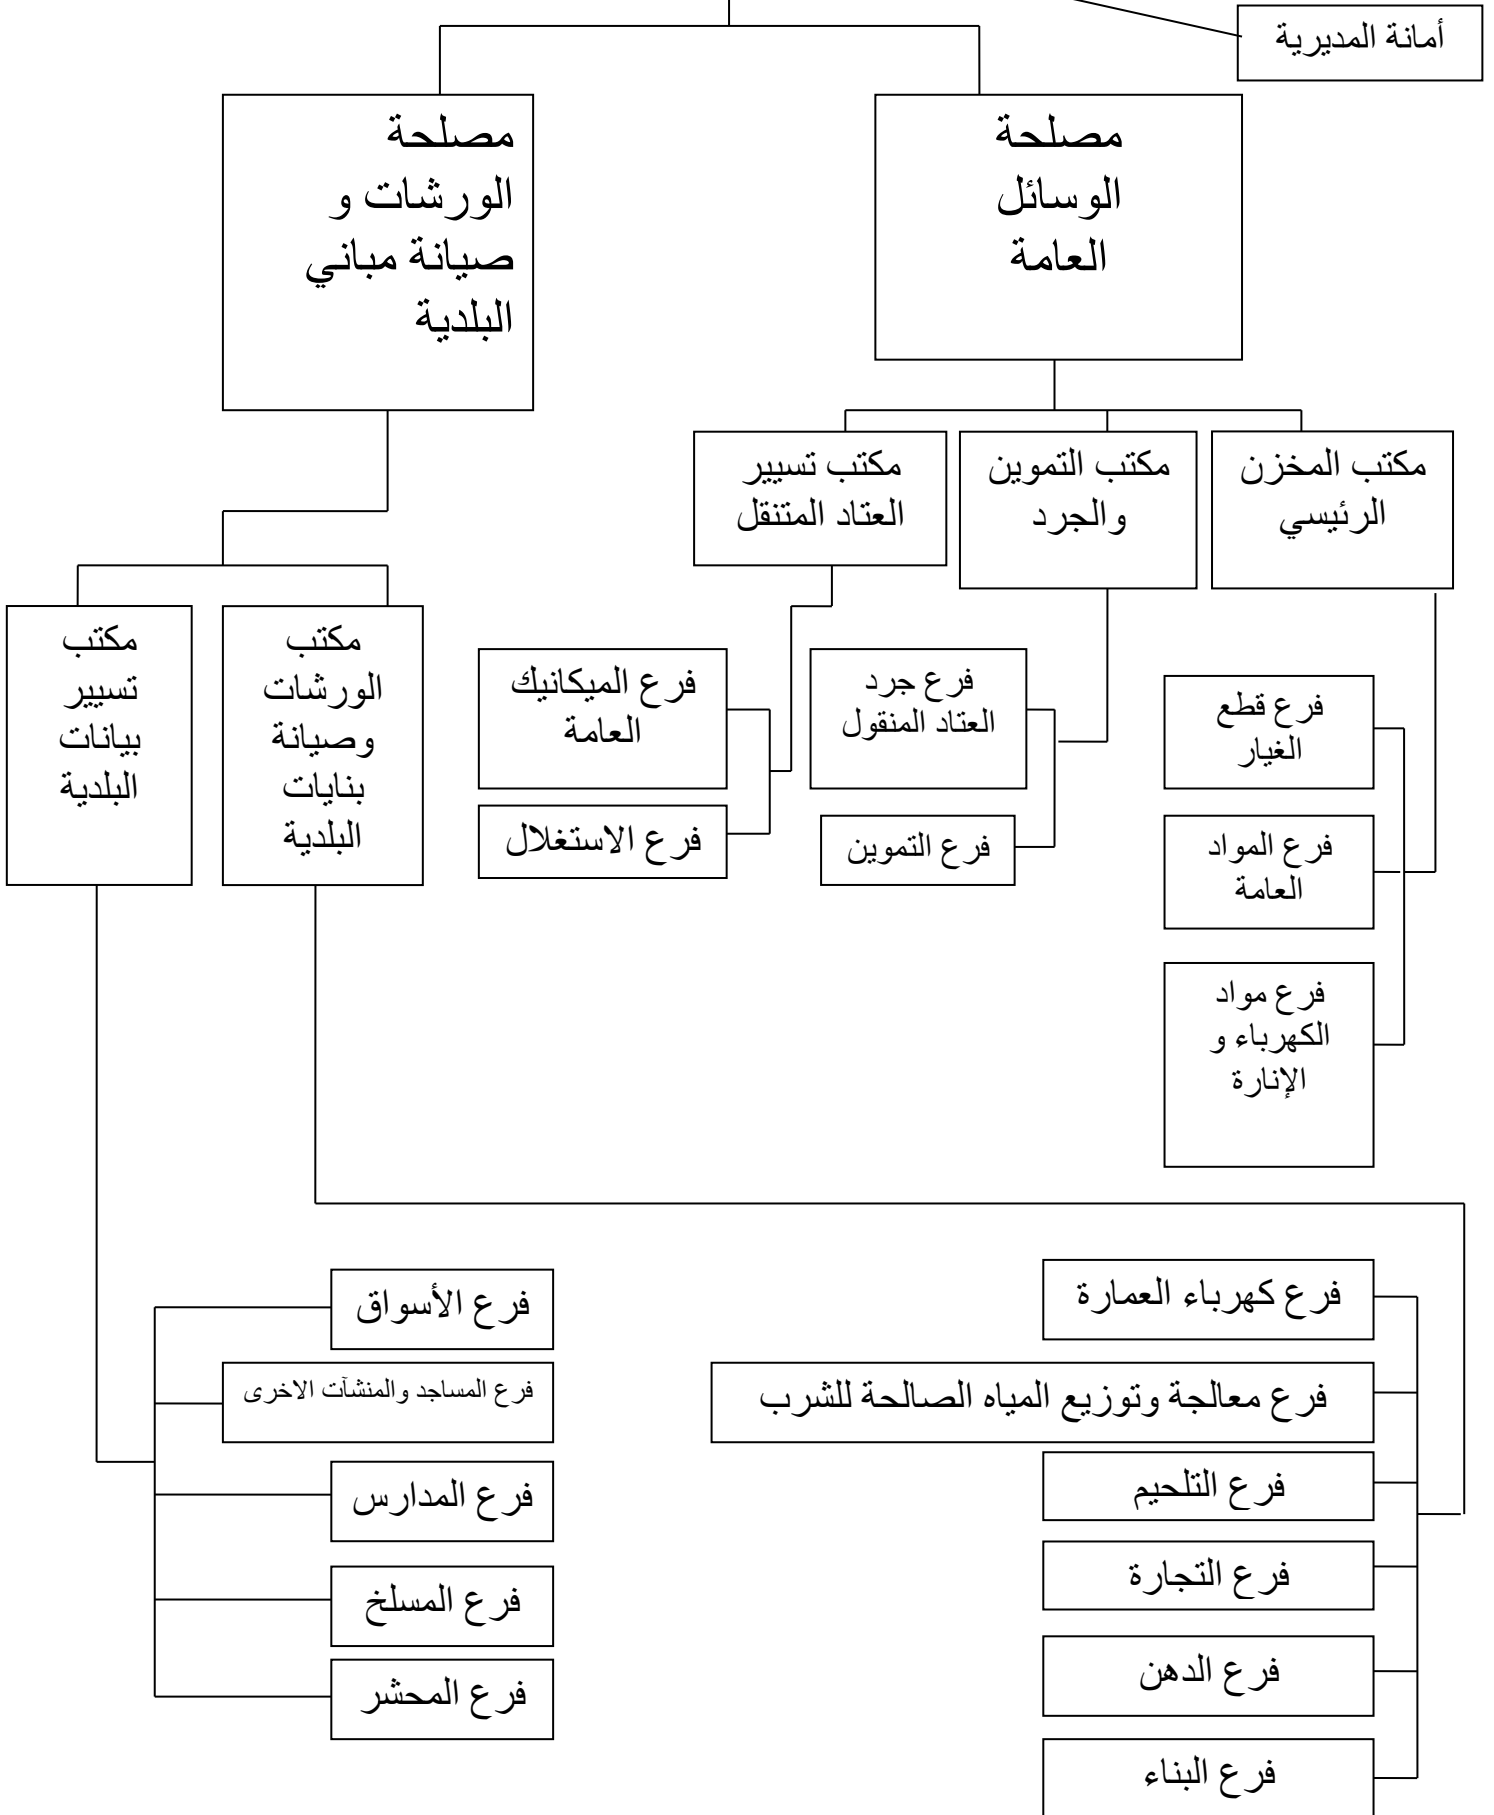 أمانة المديرية
مصلحة
الوسائل
العامة
مصلحة
الورشات و
صيانة مباني
البلدية
مكتب المخزن
الرئيسي
مكتب التموين
والجرد
مكتب تسيير
العتاد المتنقل
مكتب
الورشات
وصيانة
بنايات
البلدية
مكتب
تسيير
بيانات
البلدية
فرع قطع
الغيار
فرع المواد
العامة
فرع مواد
الكهرباء و
الإنارة
فرع جرد
العتاد المنقول
فرع التموين
فرع الميكانيك
العامة
فرع الاستغلال
فرع كهرباء العمارة
فرع معالجة وتوزيع المياه الصالحة للشرب
فرع التلحيم
فرع التجارة
فرع الدهن
فرع البناء
فرع الأسواق
فرع المساجد والمنشآت الاخرى
فرع المدارس
فرع المسلخ
فرع المحشر